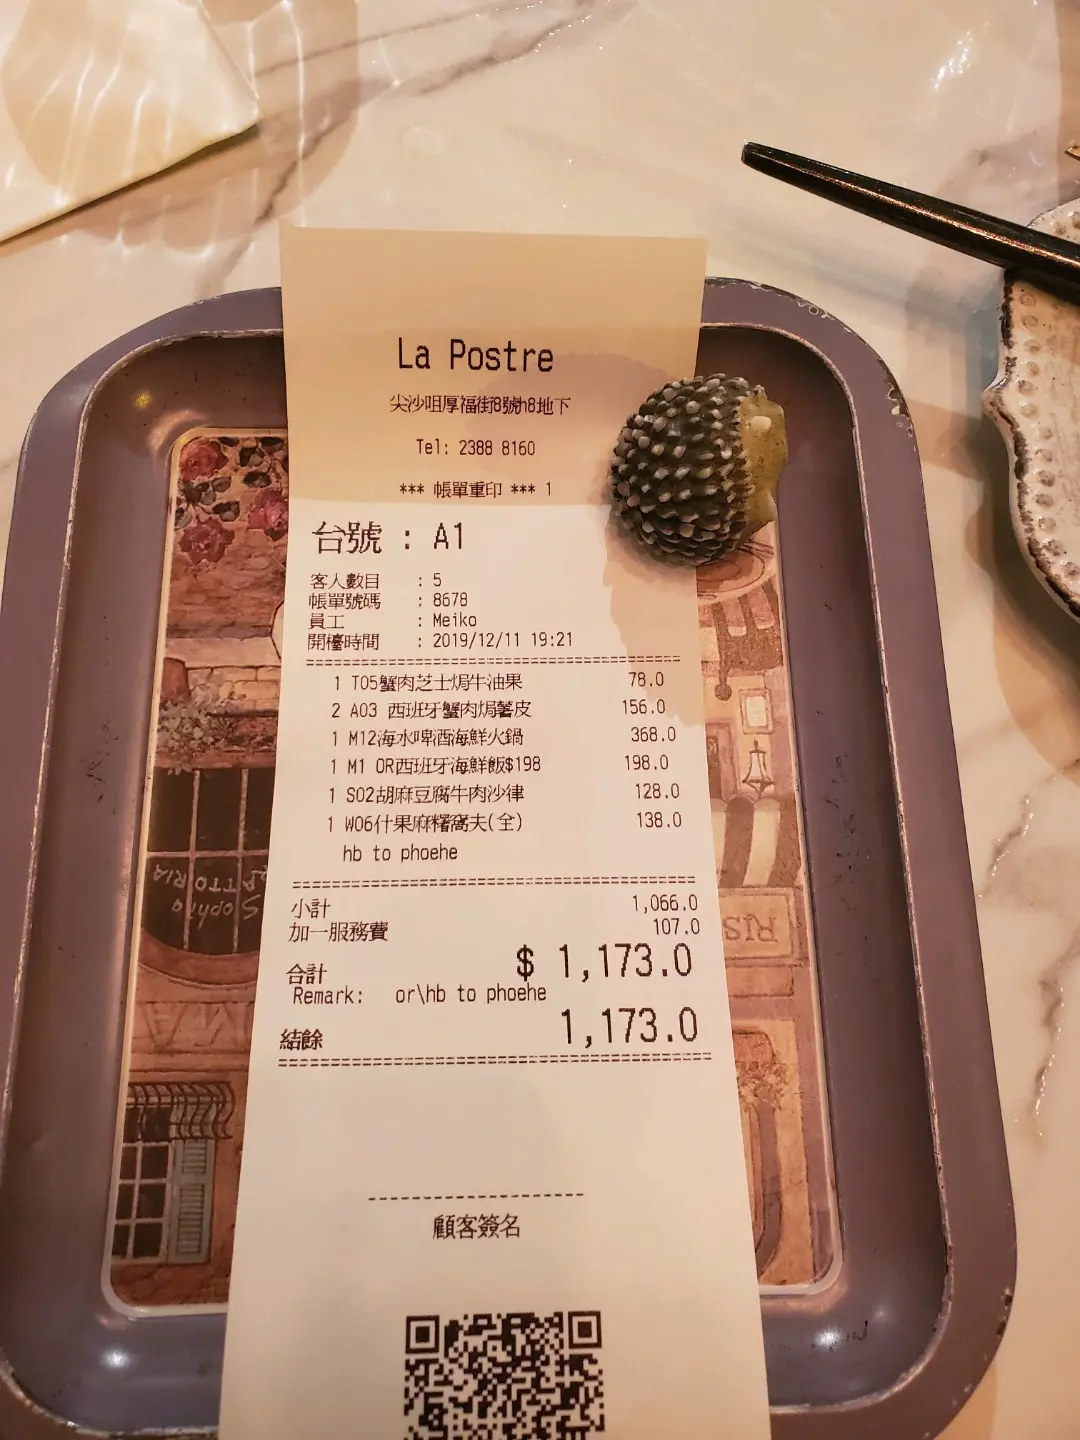 La Postre
尖沙咀厚福街8號h8地下
Tel: 2388 8160
*** 帳單重印 *** 1
台號 : A1
客人數目 : 5
帳單號碼 : 8678
員工 : Meiko
開檯時間 : 2019/12/11 19:21
1 T05蟹肉芝士焗牛油果 78.0
2 A03 西班牙蟹肉焗薯皮 156.0
1 M12海水啤酒海鮮火鍋 368.0
1 M1 OR西班牙海鮮飯$198 198.0
1 S02胡麻豆腐牛肉沙律 128.0
1 W06什果麻糬窩夫(全) 138.0
hb to phoehe
小計 1,066.0
加一服務費 107.0
合計 $ 1,173.0
Remark: or\hb to phoehe
結餘 1,173.0
顧客簽名
TTORIA
Sophia
RIS